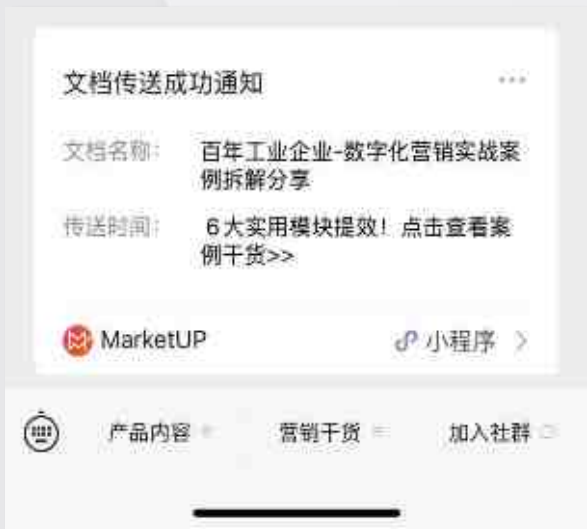 文档传送成功通知
文档名称：
百年工业企业-数字化营销实战案
例拆解分享
传送时间：
6大实用模块提效！点击查看案
例干货>>
MarketUP
小程序
产品内容
营销干货
加入社群